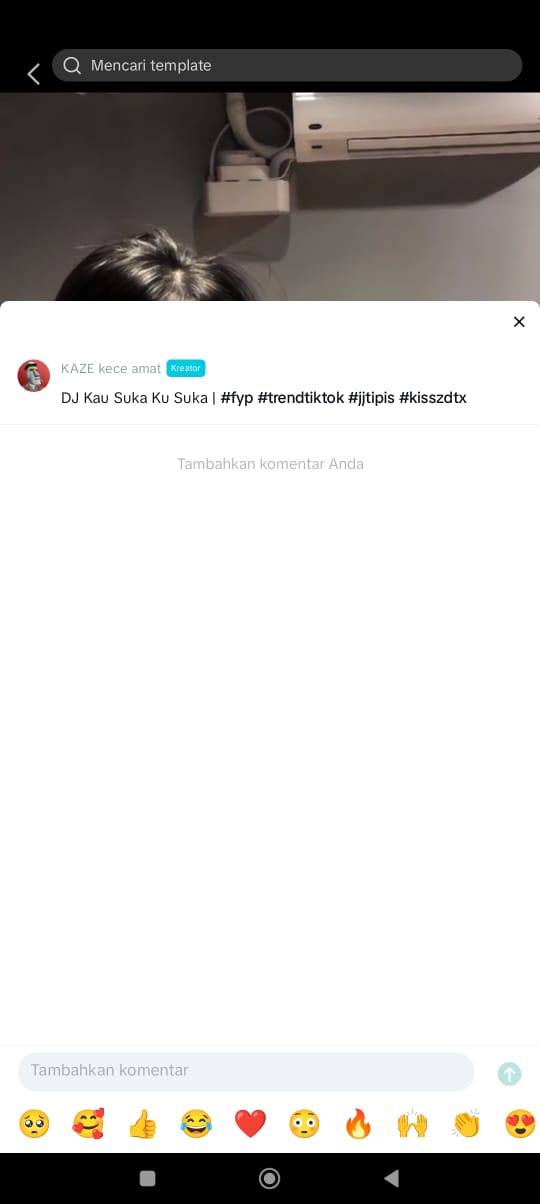 Mencari template
KAZE kece amat Kreator
DJ Kau Suka Ku Suka | #fyp #trendtiktok #jjtipis #kisszdtx
Tambahkan komentar Anda
Tambahkan komentar